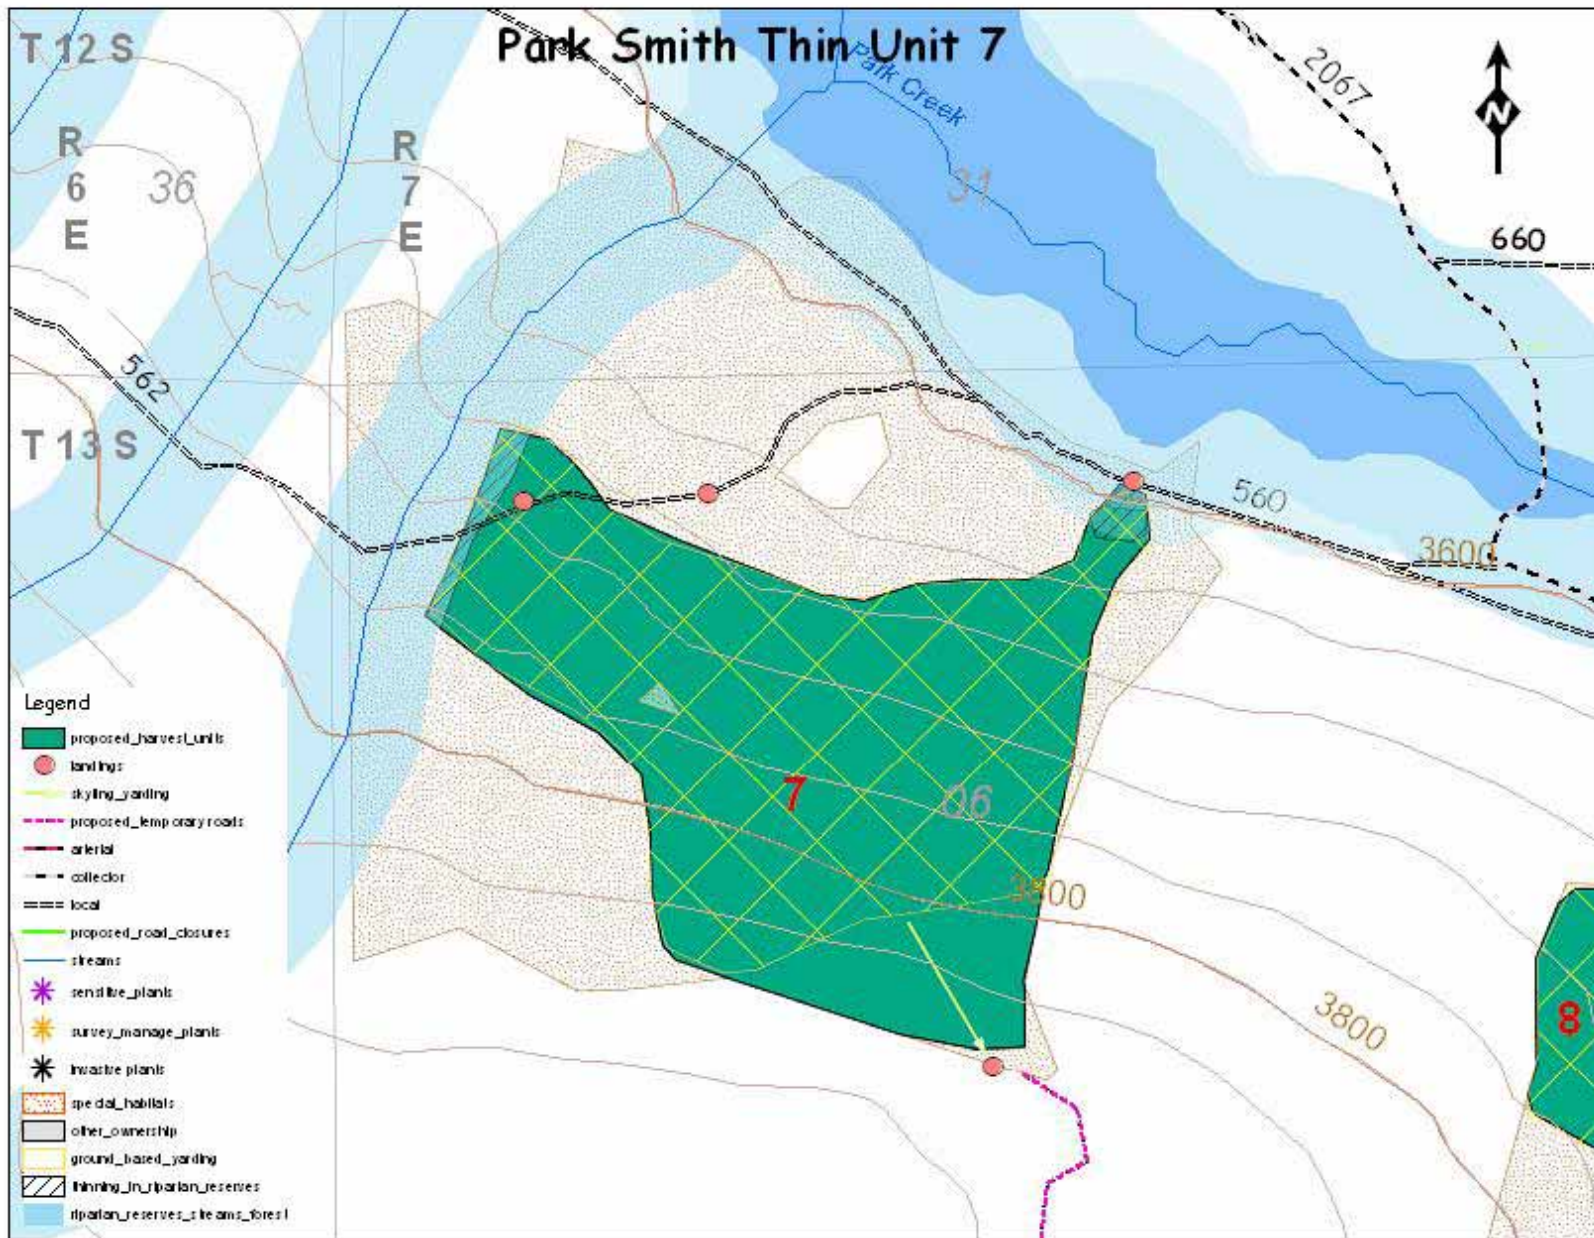 Park Smith Thin Unit 7
T 12 S
R
6
E
36
R
7
E
Park Creek
31
2067
N
660
562
T 13 S
560
3600
7
06
3800
3800
8
Legend
proposed_harvest_units
landings
skyling_yarding
proposed_temporary roads
arterial
collector
local
proposed_road_closures
streams
sensitive_plants
survey_manage_plants
invasive plants
special_habitats
other_ownership
ground_based_yarding
thinning_in_riparian_reserves
riparian_reserves_streams_forest